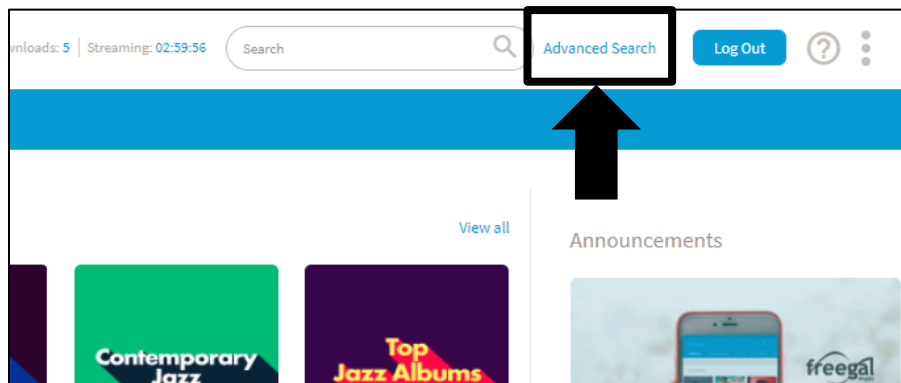 wnloads: 5 Streaming: 02:59:56 Search Advanced Search Log Out ?
View all
Announcements
Contemporary
Jazz
Top
Jazz Albums
freegal